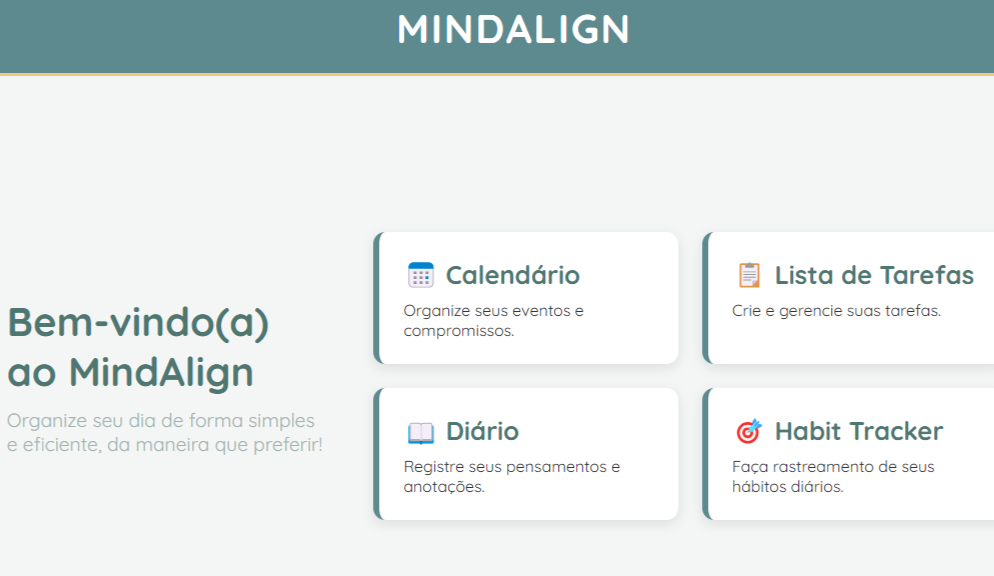 MINDALIGN
Bem-vindo(a)
ao MindAlign
Organize seu dia de forma simples
e eficiente, da maneira que preferir!
Calendário
Organize seus eventos e
compromissos.
Lista de Tarefas
Crie e gerencie suas tarefas.
Diário
Registre seus pensamentos e
anotações.
Habit Tracker
Faça rastreamento de seus
hábitos diários.